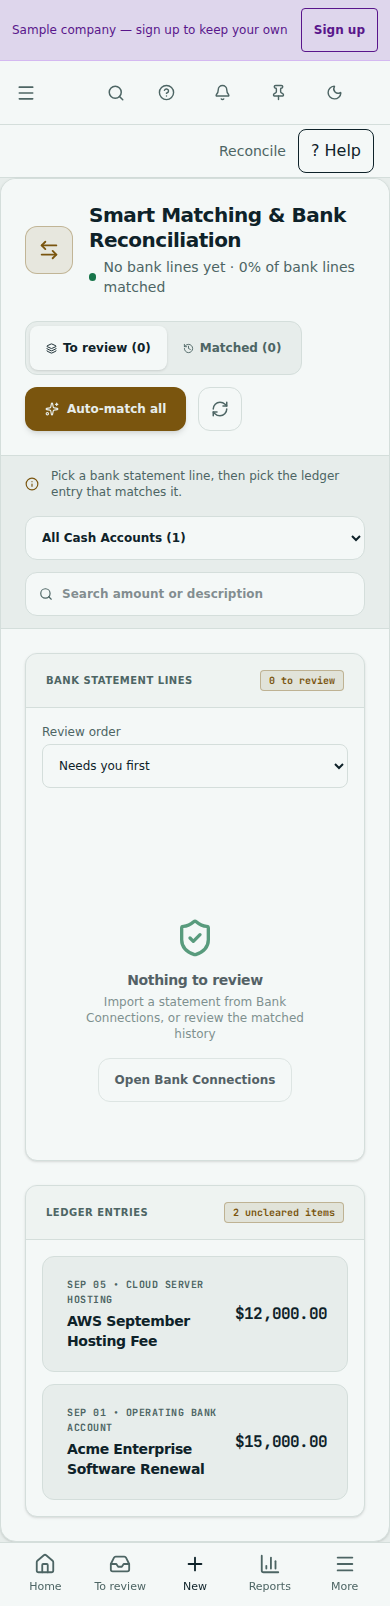 Sample company — sign up to keep your own
Sign up
Reconcile
? Help
Smart Matching & Bank
Reconciliation
No bank lines yet · 0% of bank lines
matched
To review (0)
Matched (0)
Auto-match all
Pick a bank statement line, then pick the ledger
entry that matches it.
All Cash Accounts (1)
Search amount or description
BANK STATEMENT LINES
0 to review
Review order
Needs you first
Nothing to review
Import a statement from Bank
Connections, or review the matched
history
Open Bank Connections
LEDGER ENTRIES
2 uncleared items
SEP 05 • CLOUD SERVER
HOSTING
AWS September
Hosting Fee
$12,000.00
SEP 01 • OPERATING BANK
ACCOUNT
Acme Enterprise
Software Renewal
$15,000.00
Home
To review
New
Reports
More